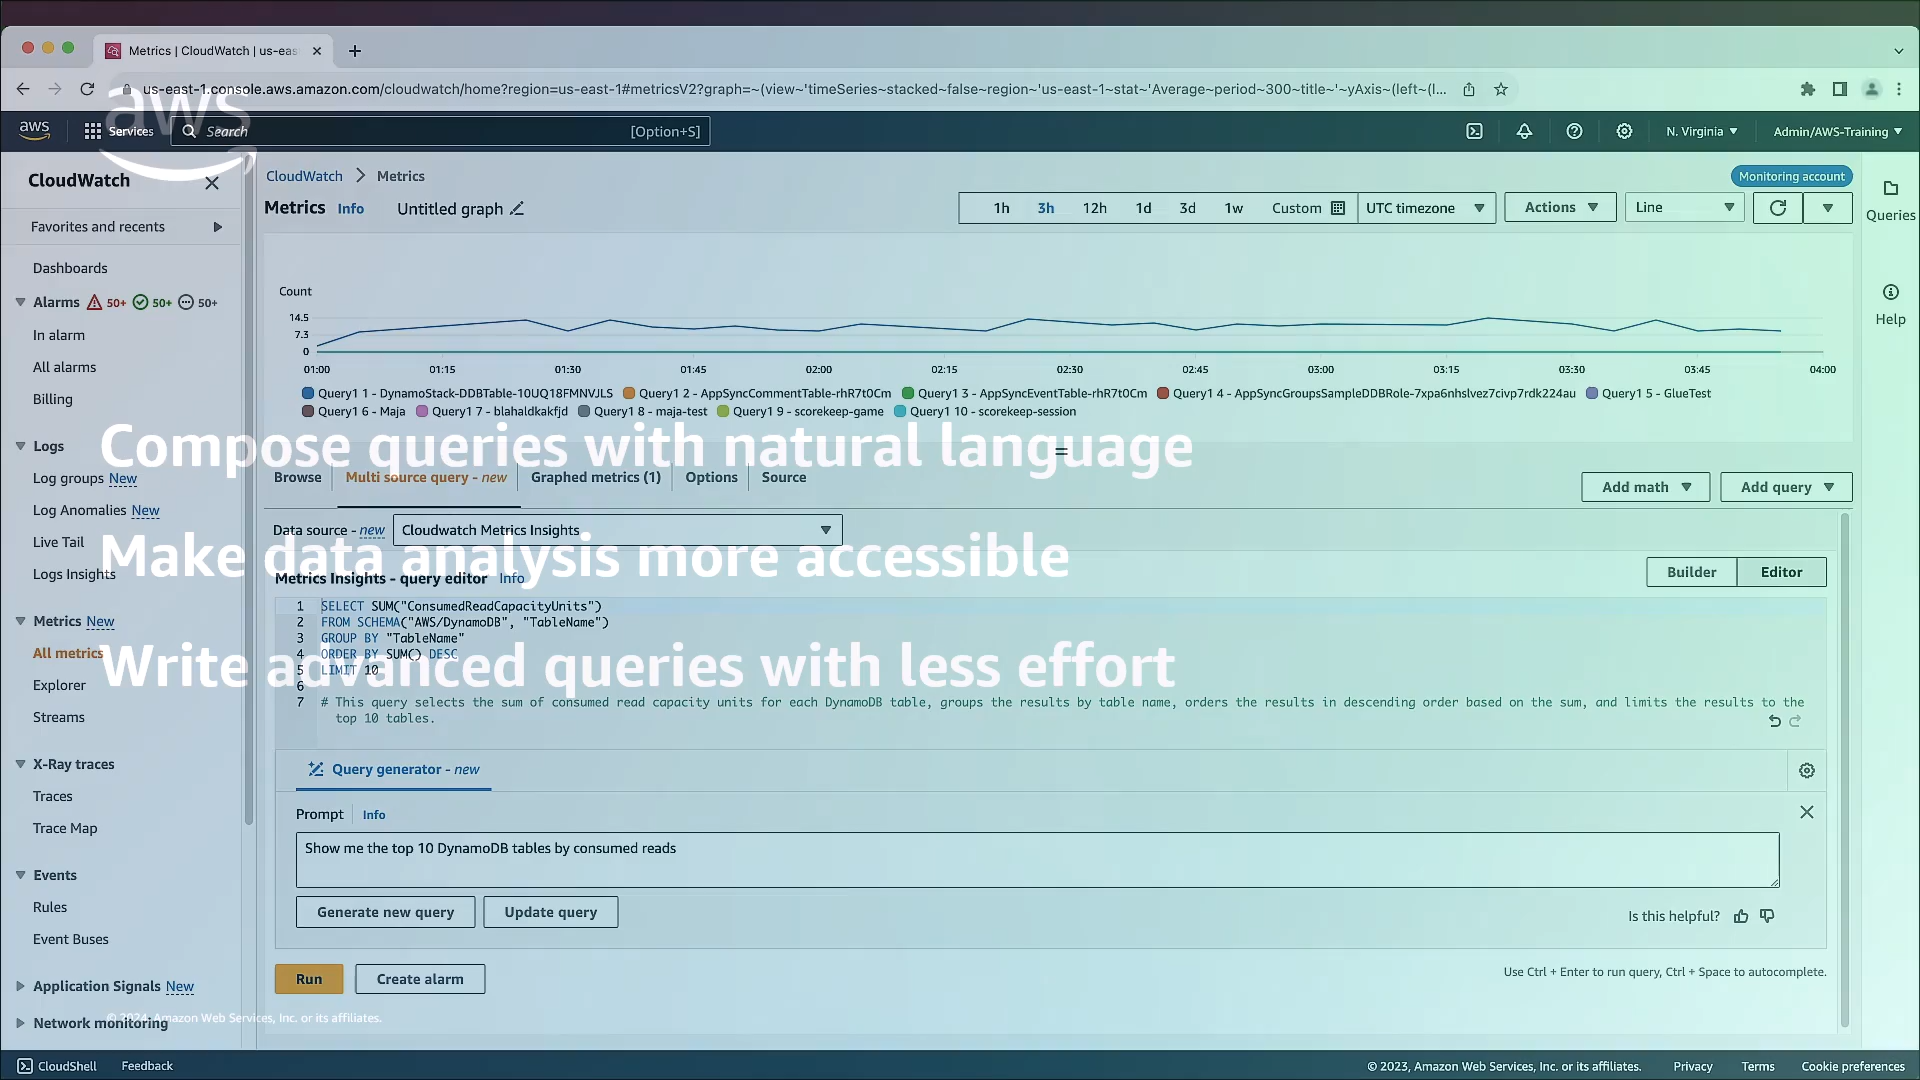 Metrics | CloudWatch | us-eas
us-east-1.console.aws.amazon.com/cloudwatch/home?region=us-east-1#metricsV2?graph=~(view~'timeSeries~stacked~false~region~'us-east-1~stat~'Average~period~300~title~'~yAxis~(left~(l...
aws
aws
Services
Search
[Option+S]
N. Virginia
Admin/AWS-Training
CloudWatch
Favorites and recents
Dashboards
Alarms 50+ 50+ 50+
In alarm
All alarms
Billing
Logs
Log groups New
Log Anomalies New
Live Tail
Logs Insights
Metrics New
All metrics
Explorer
Streams
X-Ray traces
Traces
Trace Map
Events
Rules
Event Buses
Application Signals New
Network monitoring
CloudWatch > Metrics
Monitoring account
Metrics Info Untitled graph
1h 3h 12h 1d 3d 1w Custom UTC timezone
Actions
Line
Queries
Help
Count
14.5
7.3
0
01:00 01:15 01:30 01:45 02:00 02:15 02:30 02:45 03:00 03:15 03:30 03:45 04:00
Query1 1 - DynamoStack-DDBTable-10UQ18FMNVJLS Query1 2 - AppSyncCommentTable-rhR7t0Cm Query1 3 - AppSyncEventTable-rhR7t0Cm Query1 4 - AppSyncGroupsSampleDDBRole-7xpa6nhslvez7civp7rdk224au Query1 5 - GlueTest
Query1 6 - Maja Query1 7 - blahaldkakfjd Query1 8 - maja-test Query1 9 - scorekeep-game Query1 10 - scorekeep-session
Compose queries with natural language
Make data analysis more accessible
Write advanced queries with less effort
Browse Multi source query - new Graphed metrics (1) Options Source
Add math Add query
Data source - new Cloudwatch Metrics Insights
Metrics Insights - query editor Info
Builder Editor
1 SELECT SUM("ConsumedReadCapacityUnits")
2 FROM SCHEMA("AWS/DynamoDB", "TableName")
3 GROUP BY "TableName"
4 ORDER BY SUM() DESC
5 LIMIT 10
6
7 # This query selects the sum of consumed read capacity units for each DynamoDB table, groups the results by table name, orders the results in descending order based on the sum, and limits the results to the
top 10 tables.
Query generator - new
Prompt Info
Show me the top 10 DynamoDB tables by consumed reads
Generate new query Update query
Is this helpful?
Run Create alarm
Use Ctrl + Enter to run query, Ctrl + Space to autocomplete.
© 2024, Amazon Web Services, Inc. or its affiliates.
CloudShell Feedback
© 2023, Amazon Web Services, Inc. or its affiliates. Privacy Terms Cookie preferences